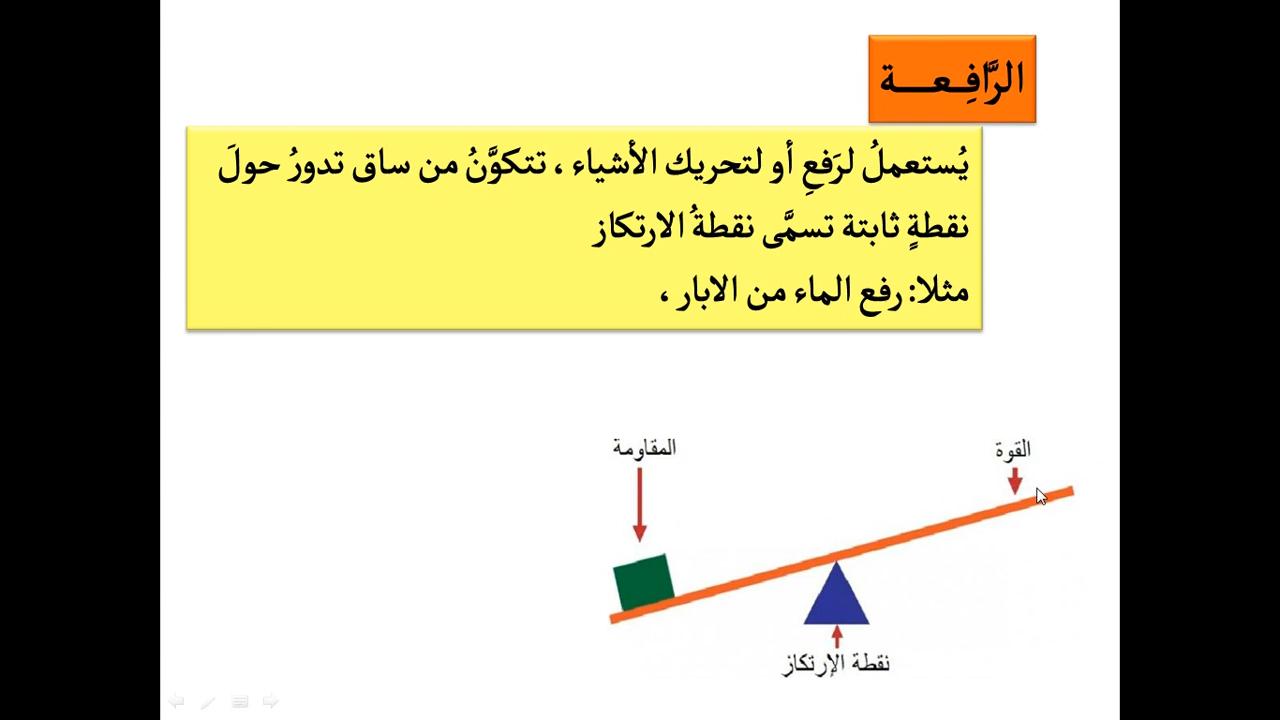 الرَّافِـعـــة
يُستعملُ لرَفعِ أو لتحريك الأشياء ، تتكوَّنُ من ساق تدورُ حولَ
نقطةٍ ثابتة تسمَّى نقطةُ الارتكاز
مثلا: رفع الماء من الابار ،
القوة
المقاومة
نقطة الإرتكاز